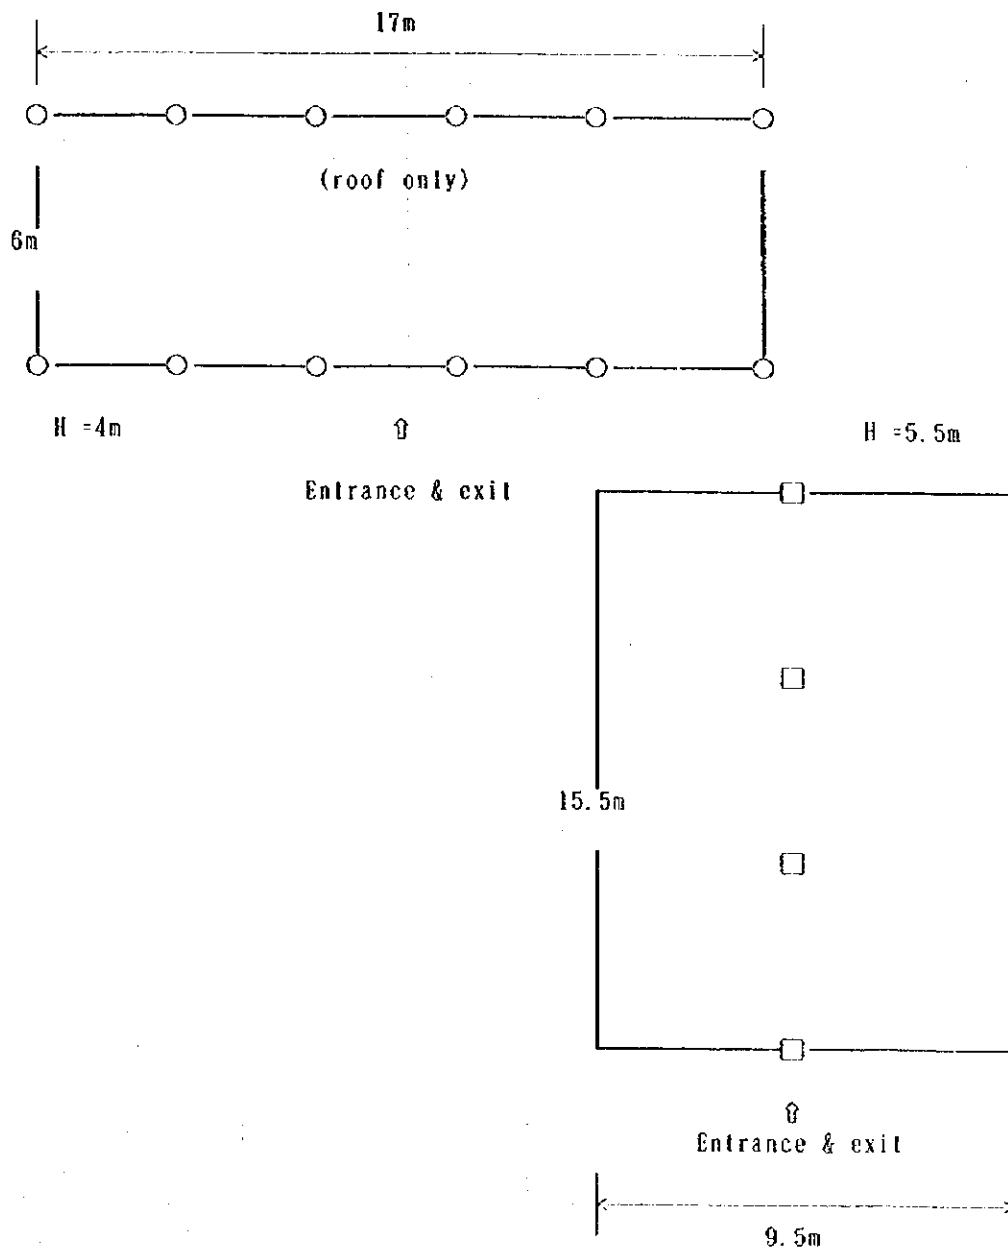 17m
(roof only)
6m
H =4m
H =5.5m
Entrance & exit
15.5m
Entrance & exit
9.5m